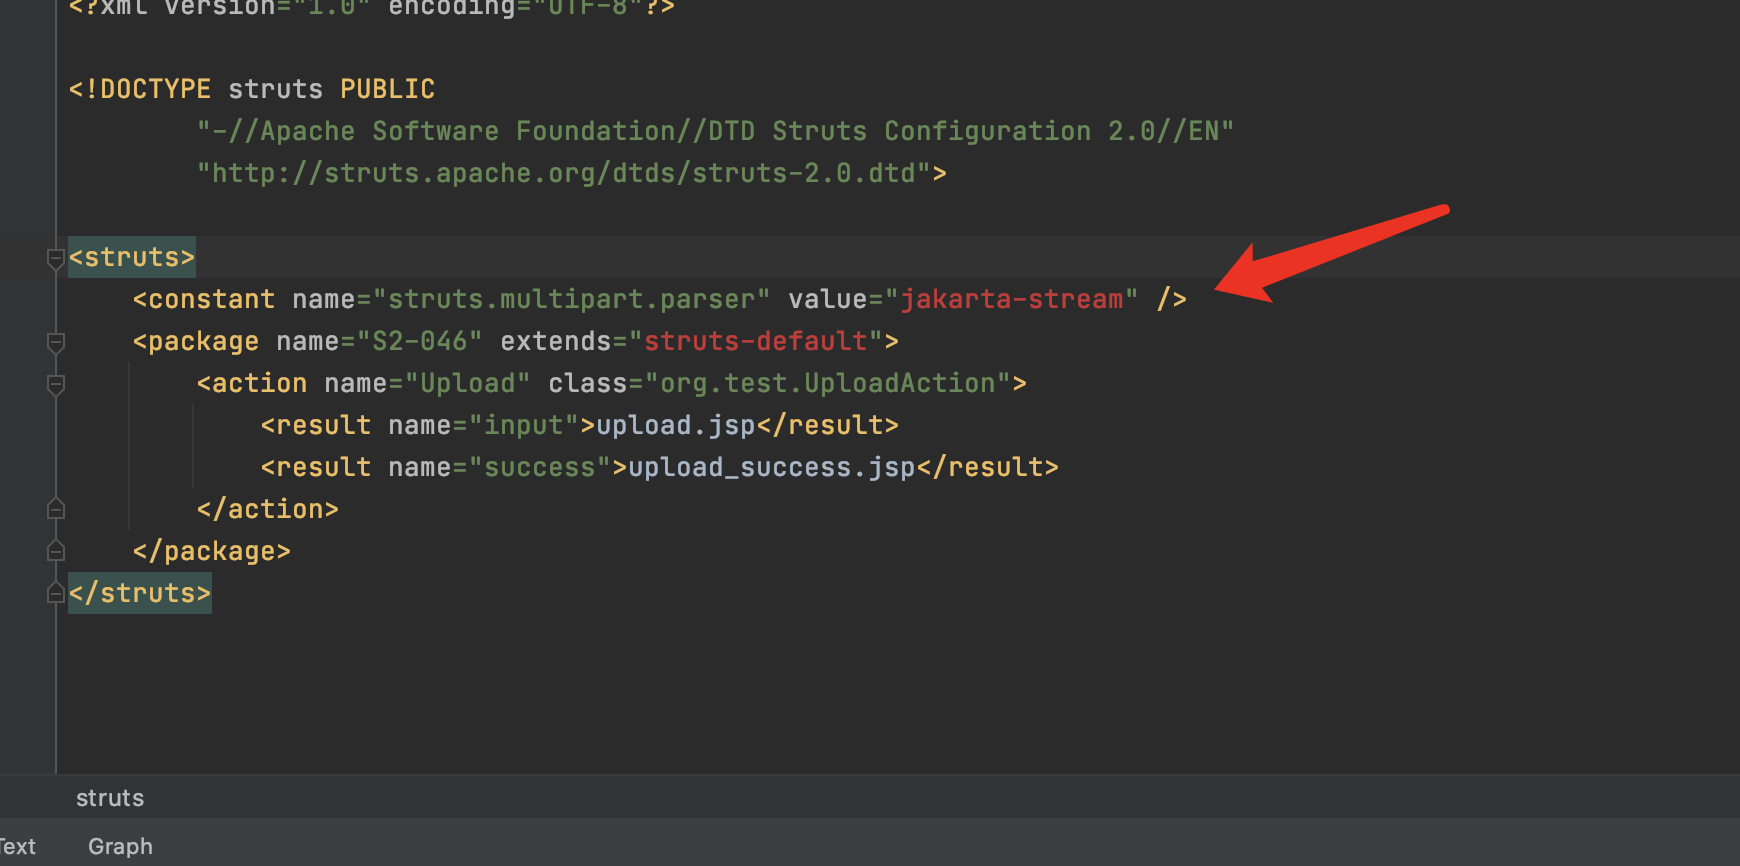 <?xml version="1.0" encoding="UTF-8"?>
<!DOCTYPE struts PUBLIC
"-//Apache Software Foundation//DTD Struts Configuration 2.0//EN"
"http://struts.apache.org/dtds/struts-2.0.dtd">
<struts>
<constant name="struts.multipart.parser" value="jakarta-stream" />
<package name="S2-046" extends="struts-default">
<action name="Upload" class="org.test.UploadAction">
<result name="input">upload.jsp</result>
<result name="success">upload_success.jsp</result>
</action>
</package>
</struts>
struts
Text Graph